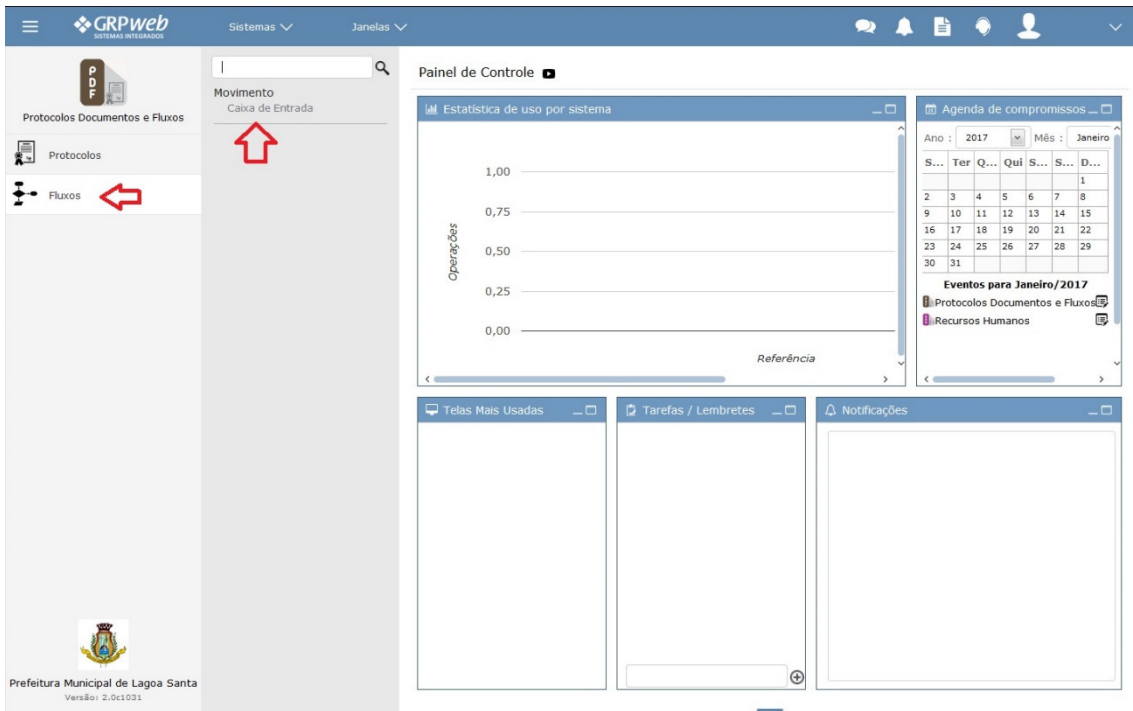 GRPWeb
SISTEMAS INTEGRADOS
Sistemas
Janelas
PDF
Protocolos Documentos e Fluxos
Protocolos
Fluxos
Prefeitura Municipal de Lagoa Santa
Versão: 2.0c1031
Movimento
Caixa de Entrada
Painel de Controle
Estatística de uso por sistema
1,00
0,75
0,50
0,25
0,00
Operações
Referência
Agenda de compromissos
Ano : 2017 Mês : Janeiro
S... Ter Q... Qui S... S... D...
1
2 3 4 5 6 7 8
9 10 11 12 13 14 15
16 17 18 19 20 21 22
23 24 25 26 27 28 29
30 31
Eventos para Janeiro/2017
Protocolos Documentos e Fluxos
Recursos Humanos
Telas Mais Usadas
Tarefas / Lembretes
Notificações